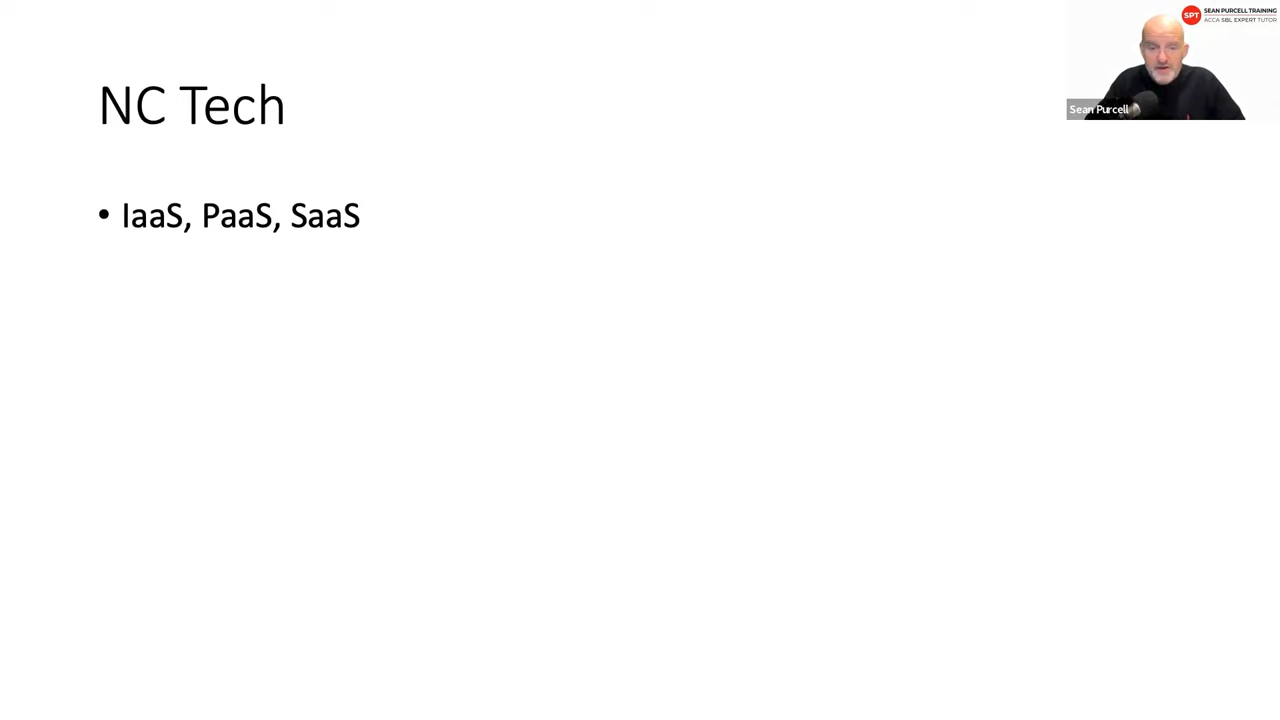 SPT
SEAN PURCELL TRAINING
ACCA SBL EXPERT TUTOR
NC Tech
Sean Purcell
• IaaS, PaaS, SaaS